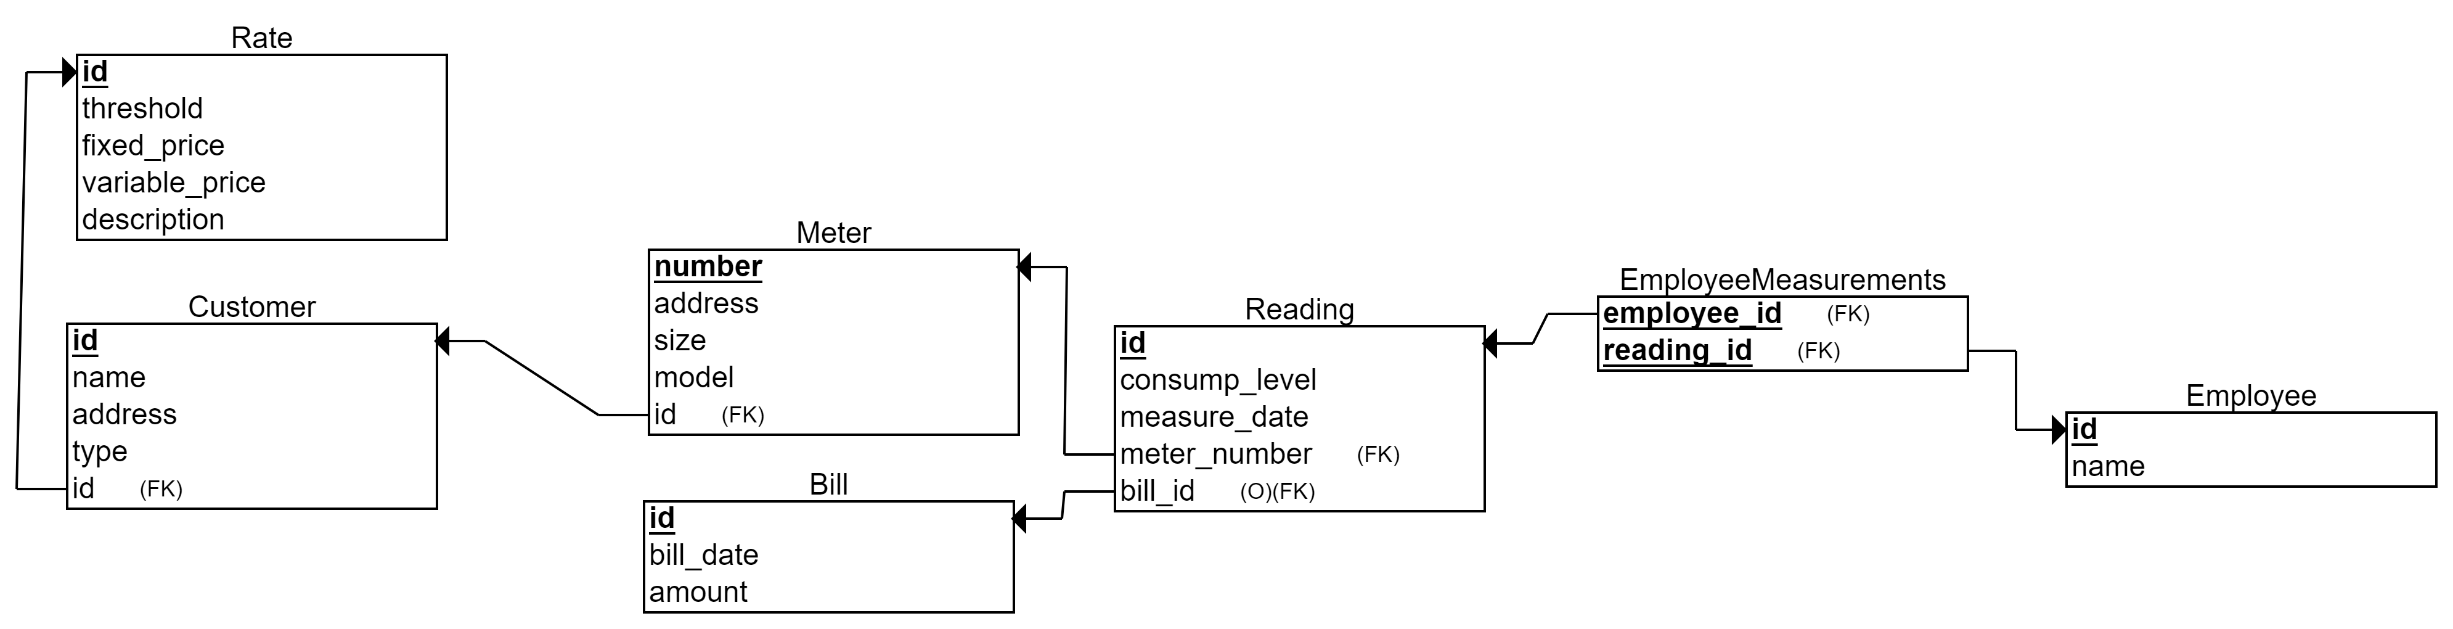 Rate
id
threshold
fixed_price
variable_price
description
Customer
id
name
address
type
id (FK)
Meter
number
address
size
model
id (FK)
Bill
id
bill_date
amount
Reading
id
consump_level
measure_date
meter_number (FK)
bill_id (O)(FK)
EmployeeMeasurements
employee_id (FK)
reading_id (FK)
Employee
id
name